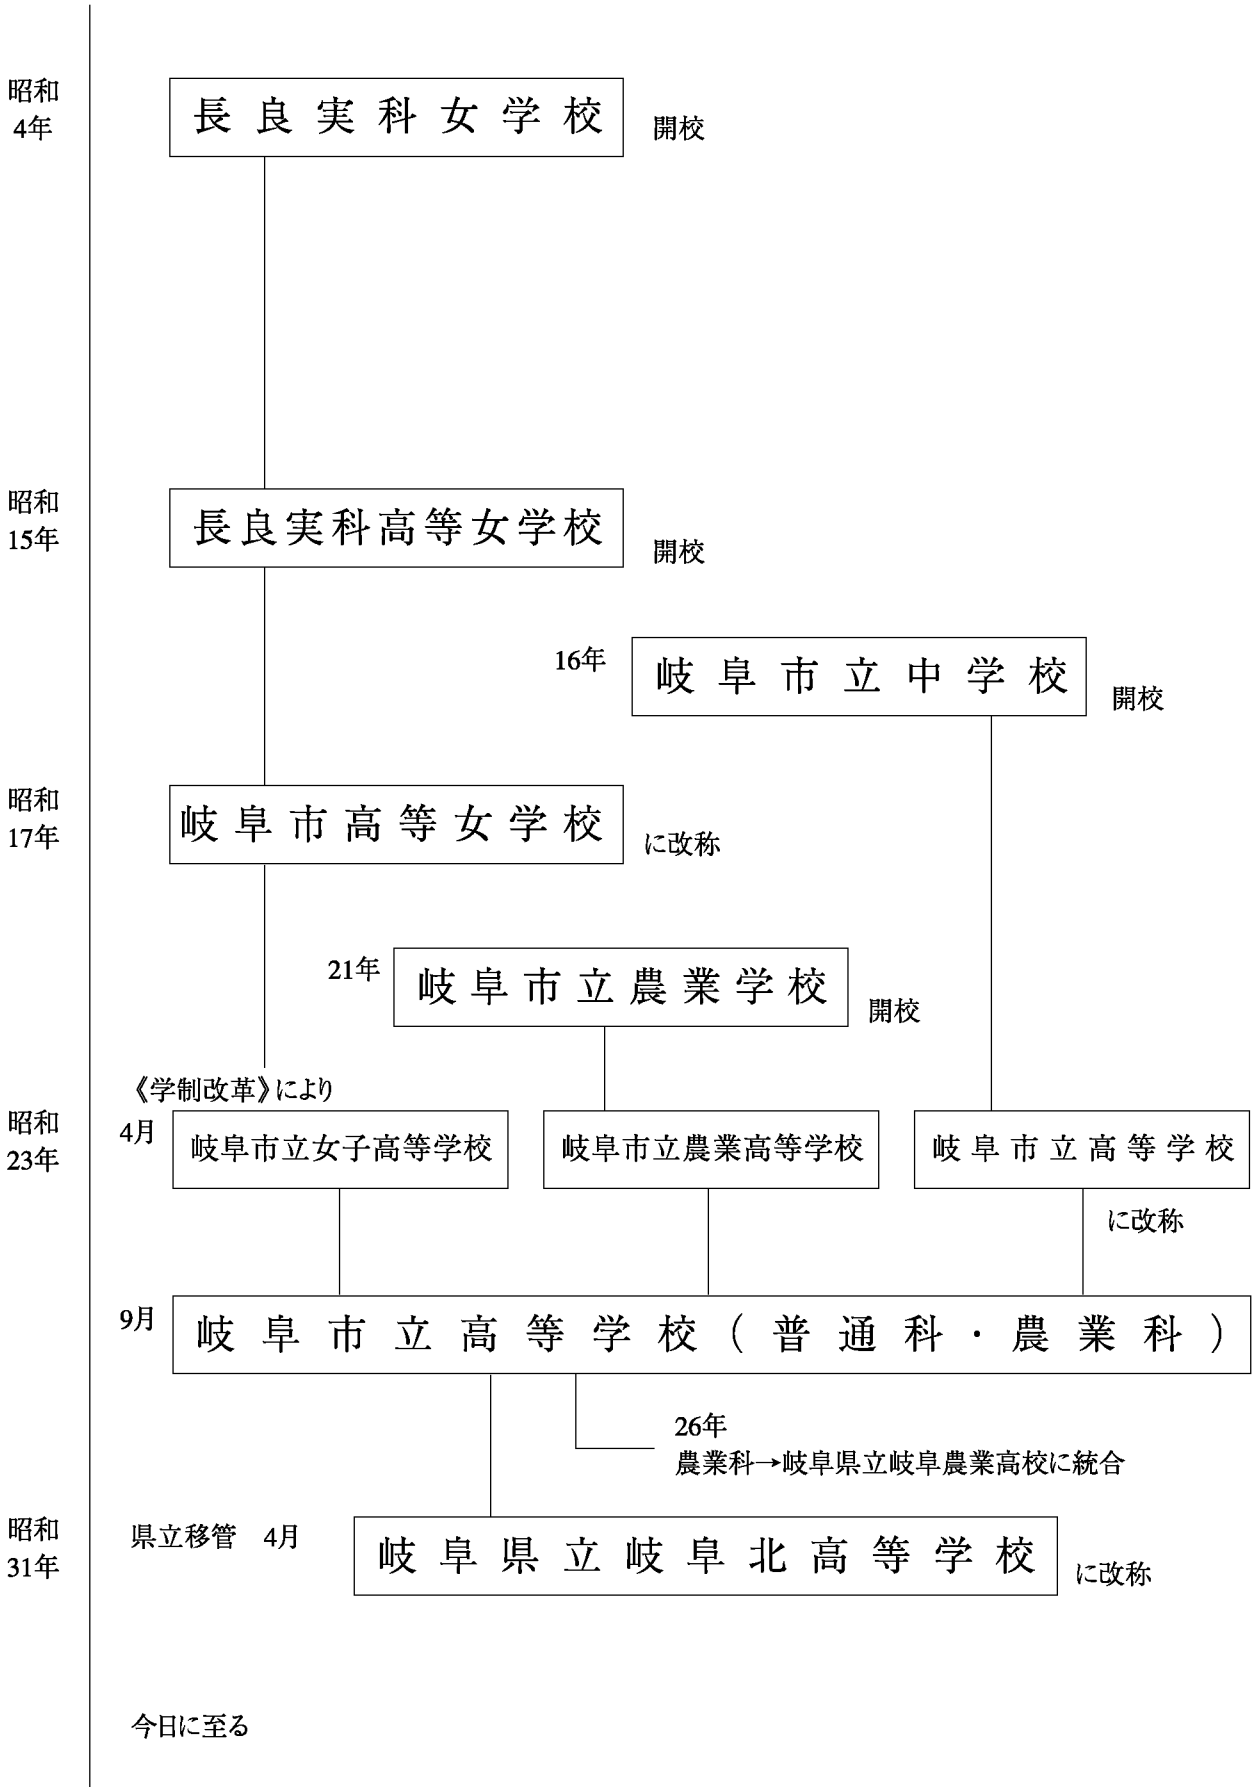 昭和
4年
長良実科女学校
開校
昭和
15年
長良実科高等女学校
開校
16年
岐阜市立中学校
開校
昭和
17年
岐阜市高等女学校
に改称
21年
岐阜市立農業学校
開校
《学制改革》により
昭和
23年
4月
岐阜市立女子高等学校
岐阜市立農業高等学校
岐阜市立高等学校
に改称
9月
岐阜市立高等学校(普通科・農業科)
26年
農業科→岐阜県立岐阜農業高校に統合
昭和
31年
県立移管 4月
岐阜県立岐阜北高等学校
に改称
今日に至る